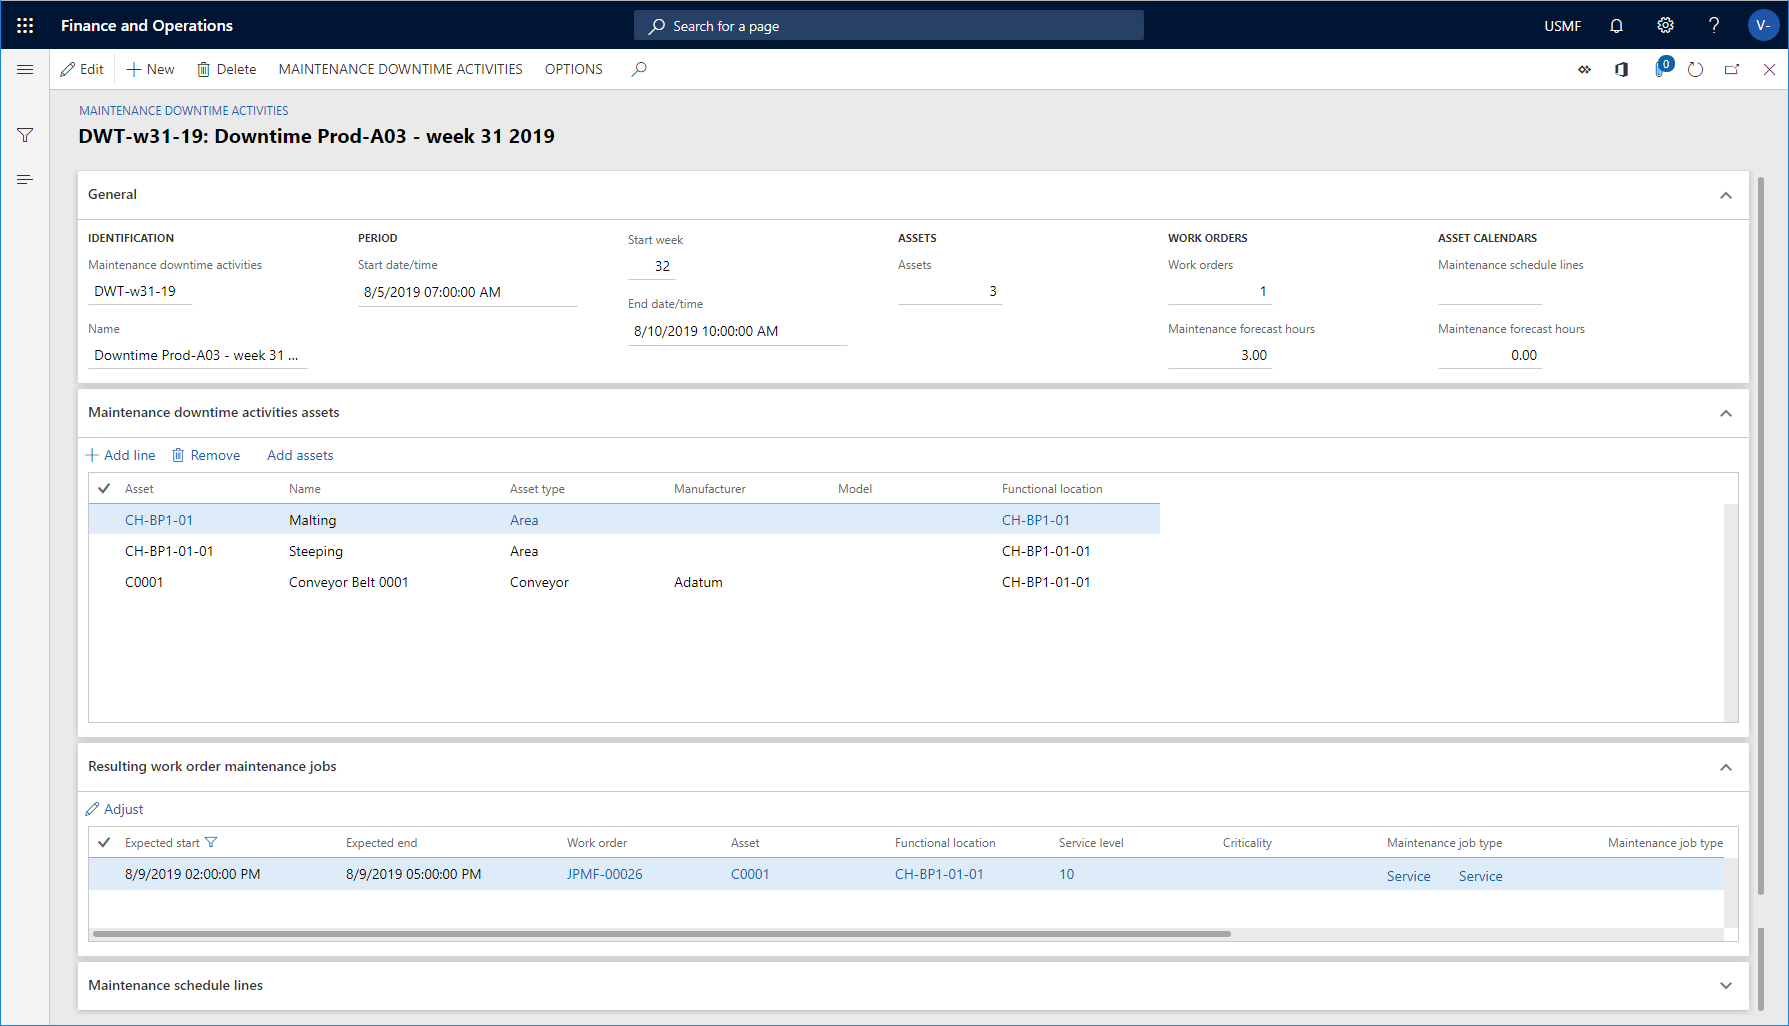 Finance and Operations
Search for a page
USMF
?
V-
Edit
New
Delete
MAINTENANCE DOWNTIME ACTIVITIES
OPTIONS
0
MAINTENANCE DOWNTIME ACTIVITIES
DWT-w31-19: Downtime Prod-A03 - week 31 2019
General
IDENTIFICATION
Maintenance downtime activities
DWT-w31-19
Name
Downtime Prod-A03 - week 31 ...
PERIOD
Start date/time
8/5/2019 07:00:00 AM
Start week
32
End date/time
8/10/2019 10:00:00 AM
ASSETS
Assets
3
WORK ORDERS
Work orders
1
Maintenance forecast hours
3.00
ASSET CALENDARS
Maintenance schedule lines
Maintenance forecast hours
0.00
Maintenance downtime activities assets
Add line Remove Add assets
Asset Name Asset type Manufacturer Model Functional location
CH-BP1-01 Malting Area CH-BP1-01
CH-BP1-01-01 Steeping Area CH-BP1-01-01
C0001 Conveyor Belt 0001 Conveyor Adatum CH-BP1-01-01
Resulting work order maintenance jobs
Adjust
Expected start Expected end Work order Asset Functional location Service level Criticality Maintenance job type Maintenance job type
8/9/2019 02:00:00 PM 8/9/2019 05:00:00 PM JPMF-00026 C0001 CH-BP1-01-01 10 Service Service
Maintenance schedule lines